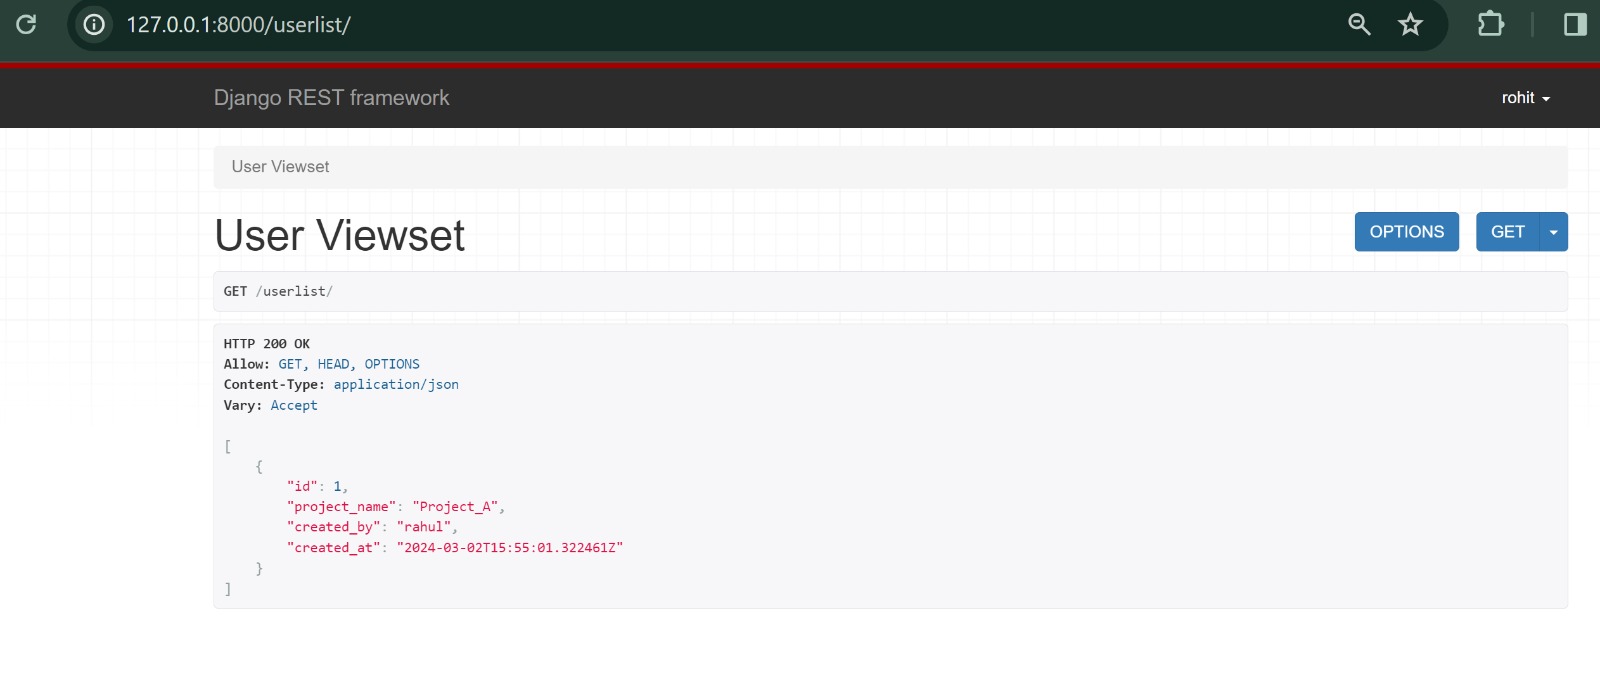 127.0.0.1:8000/userlist/
Django REST framework
rohit
User Viewset
User Viewset
OPTIONS
GET
GET /userlist/
HTTP 200 OK
Allow: GET, HEAD, OPTIONS
Content-Type: application/json
Vary: Accept
[
    {
        "id": 1,
        "project_name": "Project_A",
        "created_by": "rahul",
        "created_at": "2024-03-02T15:55:01.322461Z"
    }
]